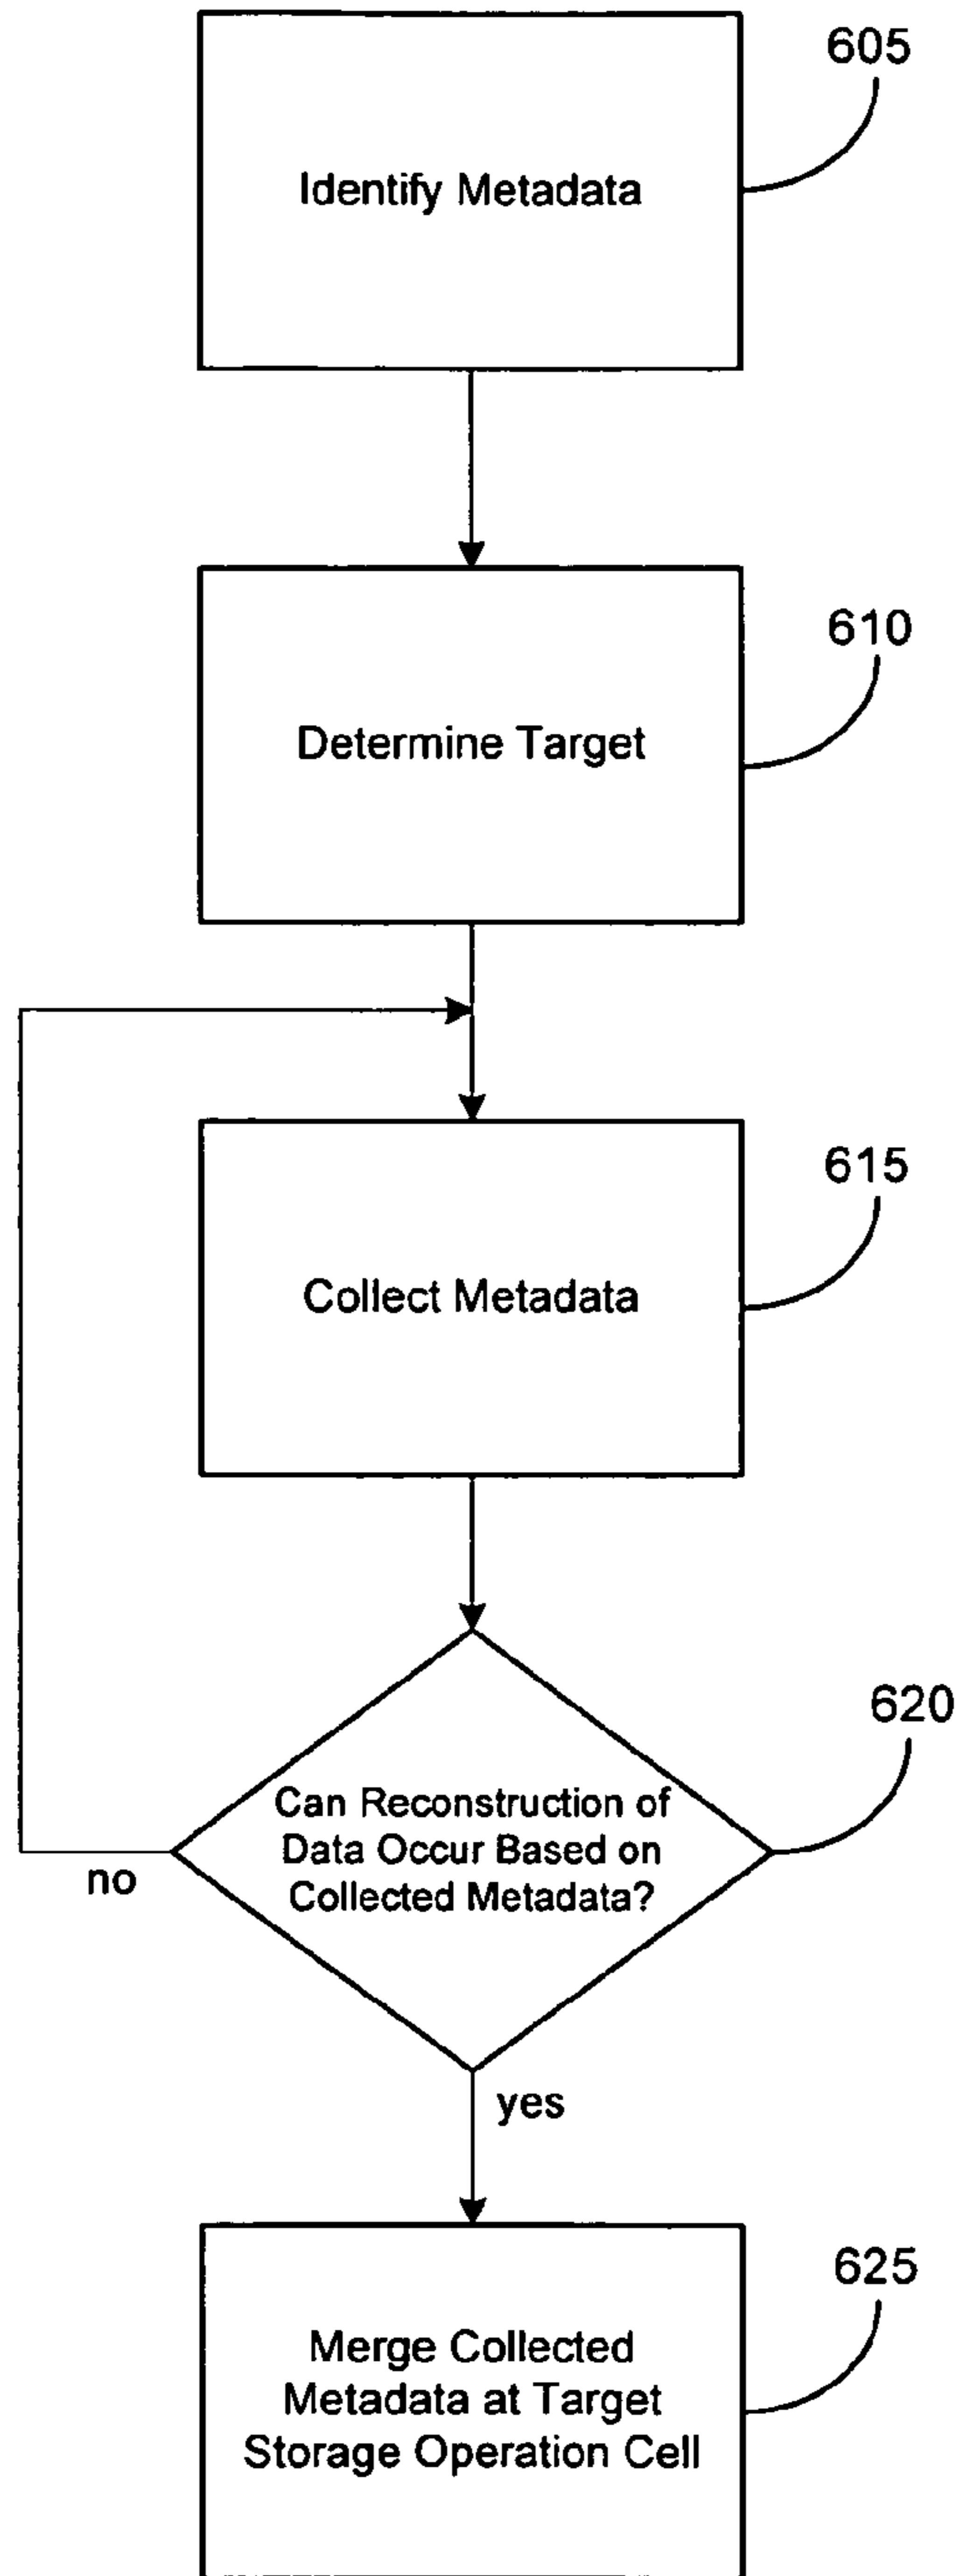 605
Identify Metadata
610
Determine Target
615
Collect Metadata
620
Can Reconstruction of
Data Occur Based on
Collected Metadata?
no
yes
625
Merge Collected
Metadata at Target
Storage Operation Cell